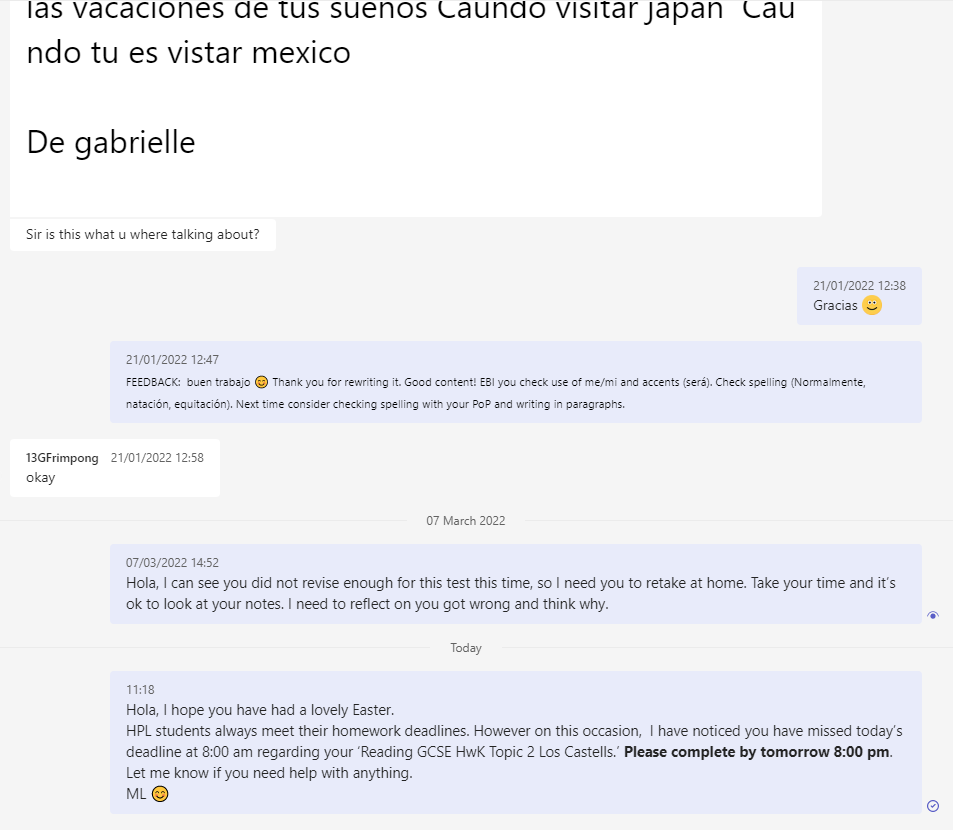 las vacaciones de tus suenos Caundo visitar japan Cau
ndo tu es vistar mexico
De gabrielle
Sir is this what u where talking about?
21/01/2022 12:38
Gracias
21/01/2022 12:47
FEEDBACK: buen trabajo 😊 Thank you for rewriting it. Good content! EBI you check use of me/mi and accents (será). Check spelling (Normalmente,
natación, equitación). Next time consider checking spelling with your PoP and writing in paragraphs.
13GFrimpong 21/01/2022 12:58
okay
07 March 2022
07/03/2022 14:52
Hola, I can see you did not revise enough for this test this time, so I need you to retake at home. Take your time and it's
ok to look at your notes. I need to reflect on you got wrong and think why.
Today
11:18
Hola, I hope you have had a lovely Easter.
HPL students always meet their homework deadlines. However on this occasion, I have noticed you have missed today's
deadline at 8:00 am regarding your 'Reading GCSE HwK Topic 2 Los Castells.' Please complete by tomorrow 8:00 pm.
Let me know if you need help with anything.
ML 😊